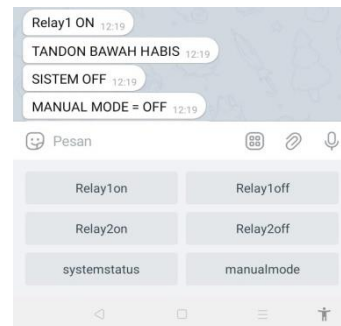 Relay1 ON 12:19
TANDON BAWAH HABIS 12:19
SISTEM OFF 12:19
MANUAL MODE = OFF 12:19
Pesan
Relay1on Relay1off
Relay2on Relay2off
systemstatus manualmode